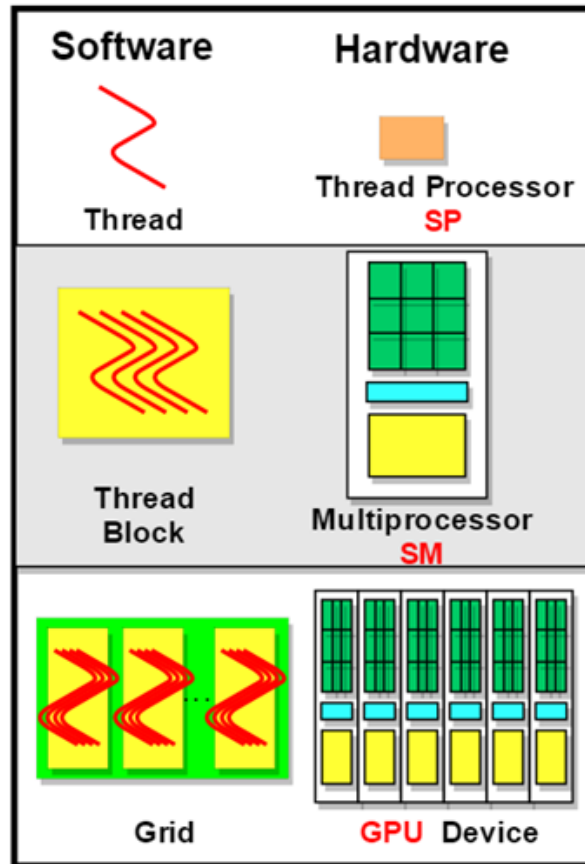 Software
Hardware
Thread
Thread Processor
SP
Thread
Block
Multiprocessor
SM
...
Grid
GPU Device